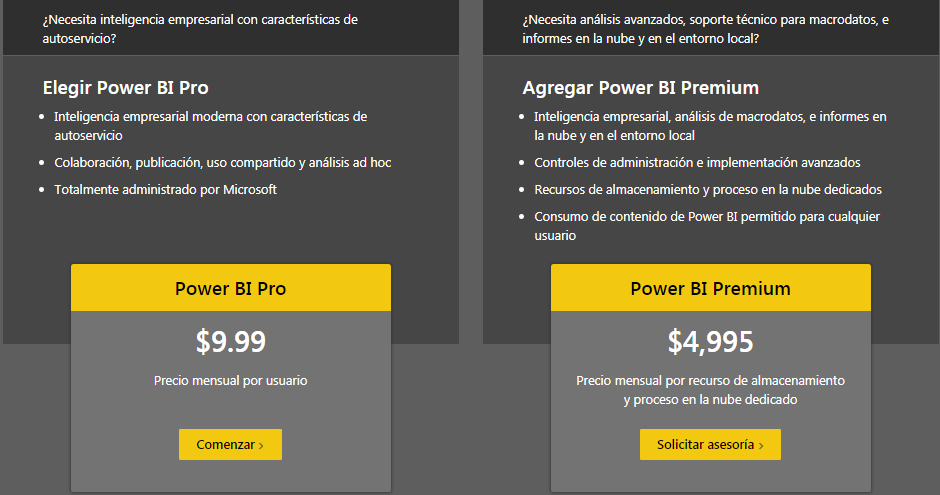 ¿Necesita inteligencia empresarial con características de
autoservicio?
Elegir Power BI Pro
• Inteligencia empresarial moderna con características de
autoservicio
• Colaboración, publicación, uso compartido y análisis ad hoc
• Totalmente administrado por Microsoft
Power BI Pro
$9.99
Precio mensual por usuario
Comenzar ›
¿Necesita análisis avanzados, soporte técnico para macrodatos, e
informes en la nube y en el entorno local?
Agregar Power BI Premium
• Inteligencia empresarial, análisis de macrodatos, e informes en
la nube y en el entorno local
• Controles de administración e implementación avanzados
• Recursos de almacenamiento y proceso en la nube dedicados
• Consumo de contenido de Power BI permitido para cualquier
usuario
Power BI Premium
$4,995
Precio mensual por recurso de almacenamiento
y proceso en la nube dedicado
Solicitar asesoría ›